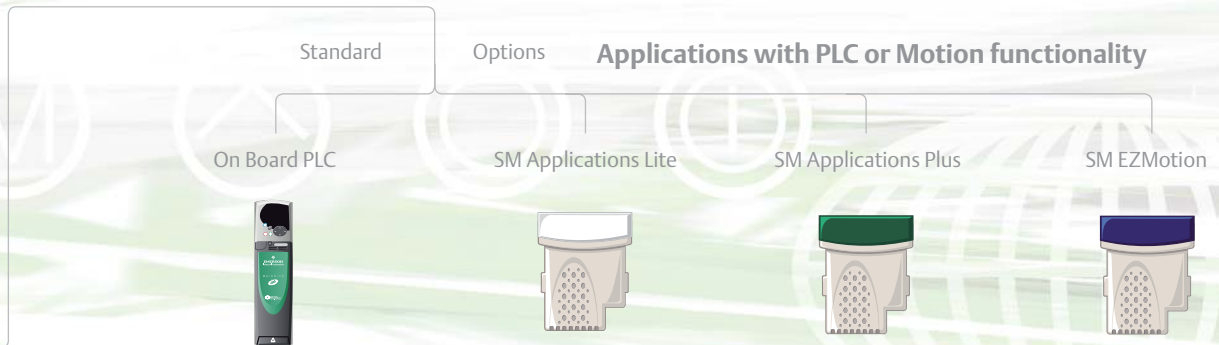 Standard
Options
Applications with PLC or Motion functionality
On Board PLC
SM Applications Lite
SM Applications Plus
SM EZMotion